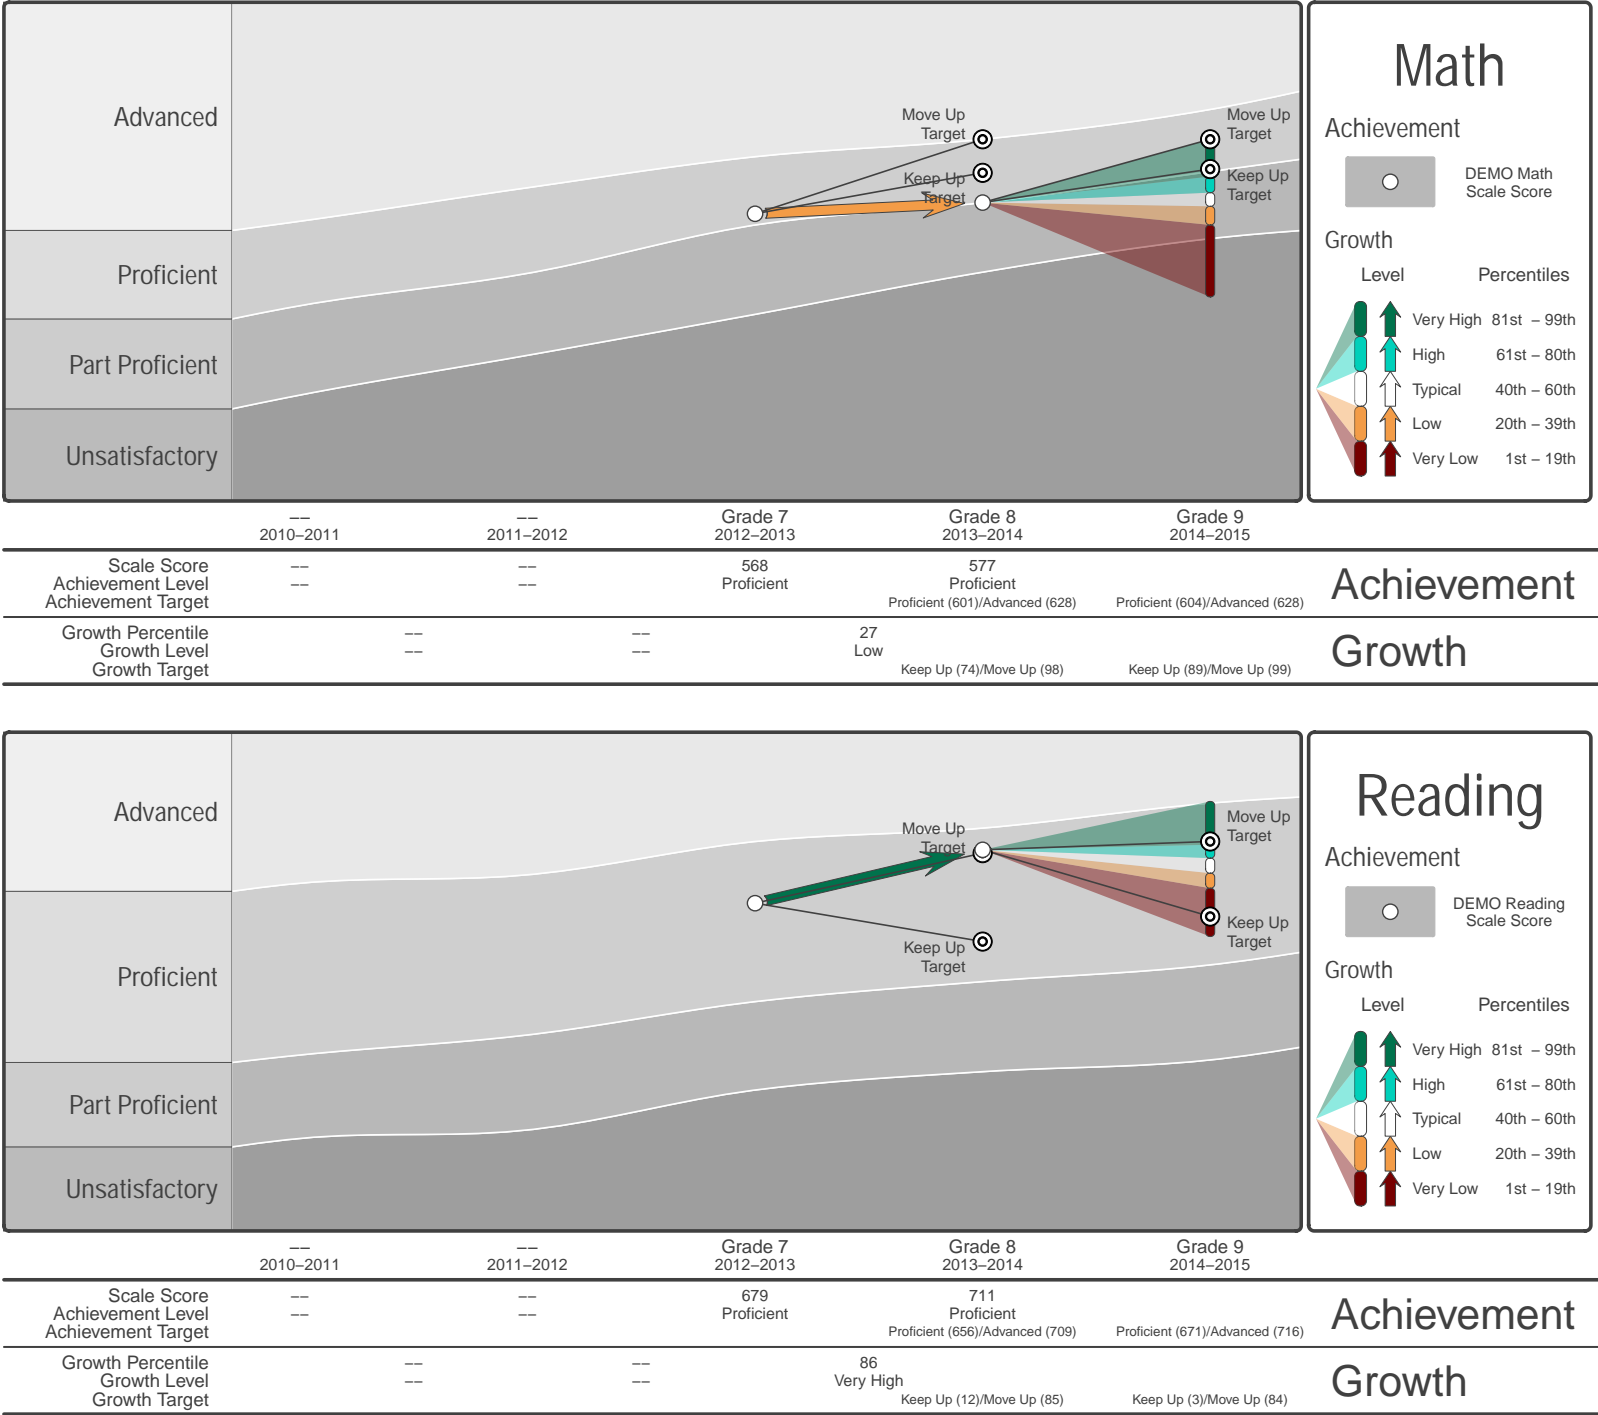 Math
Advanced
Proficient
Part Proficient
Unsatisfactory
Move Up
Target
Keep Up
Target
Move Up
Target
Keep Up
Target
Achievement
DEMO Math
Scale Score
Growth
Level Percentiles
Very High 81st – 99th
High 61st – 80th
Typical 40th – 60th
Low 20th – 39th
Very Low 1st – 19th
–– –– Grade 7 Grade 8 Grade 9
2010–2011 2011–2012 2012–2013 2013–2014 2014–2015
Scale Score –– –– 568 577
Achievement Level –– –– Proficient Proficient
Achievement Target Proficient (601)/Advanced (628) Proficient (604)/Advanced (628)
Achievement
Growth Percentile –– –– 27
Growth Level –– –– Low
Growth Target Keep Up (74)/Move Up (98) Keep Up (89)/Move Up (99)
Growth
Reading
Advanced
Proficient
Part Proficient
Unsatisfactory
Move Up
Target
Keep Up
Target
Move Up
Target
Keep Up
Target
Achievement
DEMO Reading
Scale Score
Growth
Level Percentiles
Very High 81st – 99th
High 61st – 80th
Typical 40th – 60th
Low 20th – 39th
Very Low 1st – 19th
–– –– Grade 7 Grade 8 Grade 9
2010–2011 2011–2012 2012–2013 2013–2014 2014–2015
Scale Score –– –– 679 711
Achievement Level –– –– Proficient Proficient
Achievement Target Proficient (656)/Advanced (709) Proficient (671)/Advanced (716)
Achievement
Growth Percentile –– –– 86
Growth Level –– –– Very High
Growth Target Keep Up (12)/Move Up (85) Keep Up (3)/Move Up (84)
Growth